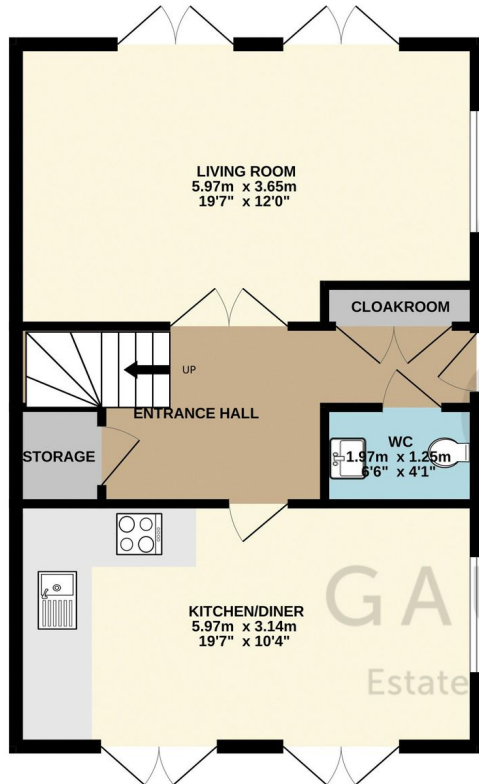 LIVING ROOM
5.97m x 3.65m
19'7" x 12'0"
CLOAKROOM
UP
ENTRANCE HALL
STORAGE
WC
1.97m x 1.25m
6'6" x 4'1"
KITCHEN/DINER
5.97m x 3.14m
19'7" x 10'4"
GA
Estate